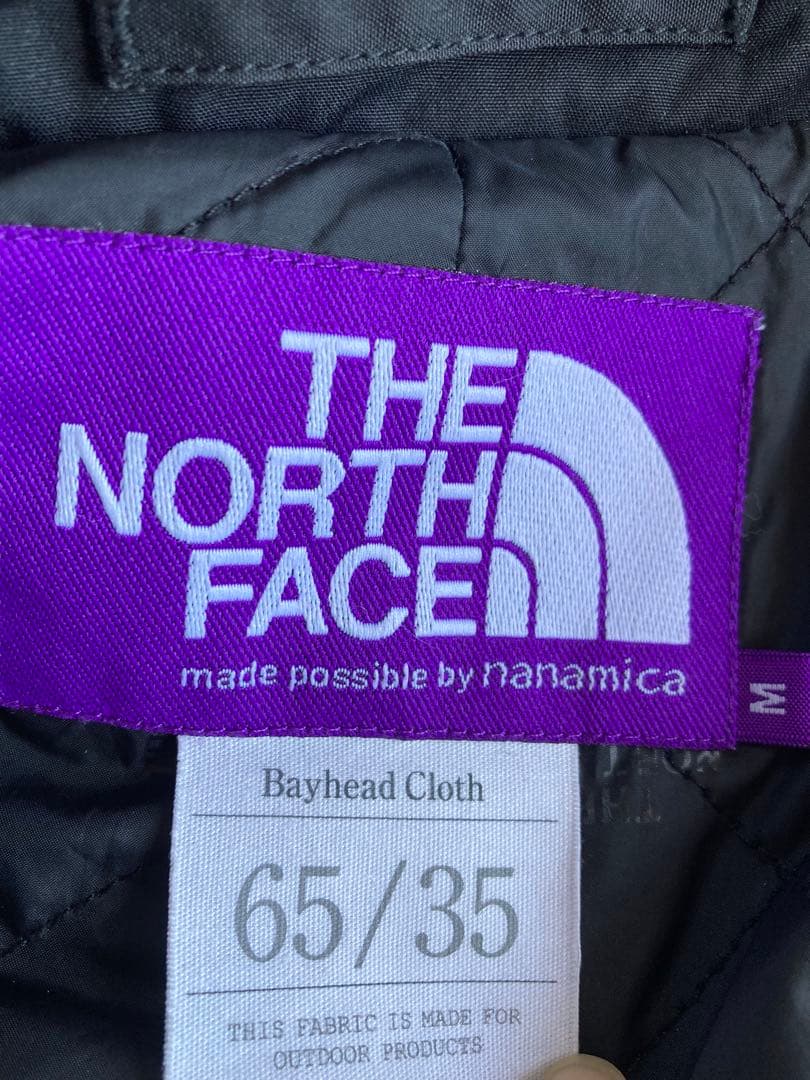 THE
NORTH
FACE
made possible by nanamica
M
Bayhead Cloth
65/35
THIS FABRIC IS MADE FOR
OUTDOOR PRODUCTS